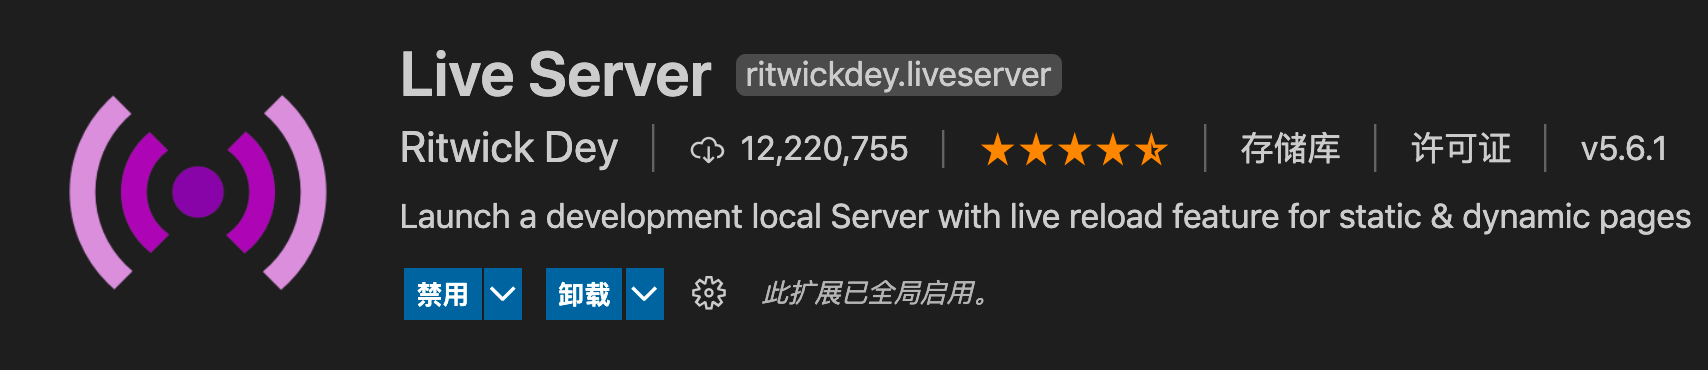 Live Server ritwickdey.liveserver
Ritwick Dey 12,220,755 存储库 许可证 v5.6.1
Launch a development local Server with live reload feature for static & dynamic pages
禁用 卸载 此扩展已全局启用。